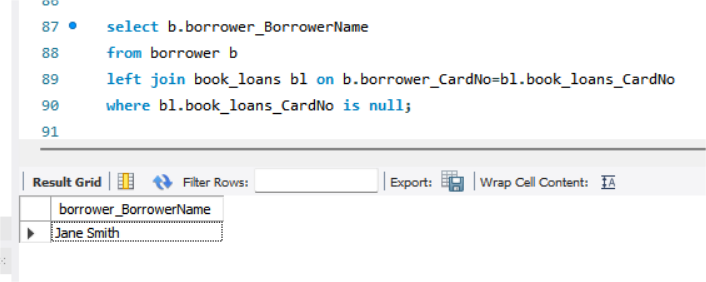 86
87 select b.borrower_BorrowerName
88 from borrower b
89 left join book_loans bl on b.borrower_CardNo=bl.book_loans_CardNo
90 where bl.book_loans_CardNo is null;
91
Result Grid Filter Rows: Export: Wrap Cell Content: IA
borrower_BorrowerName
Jane Smith